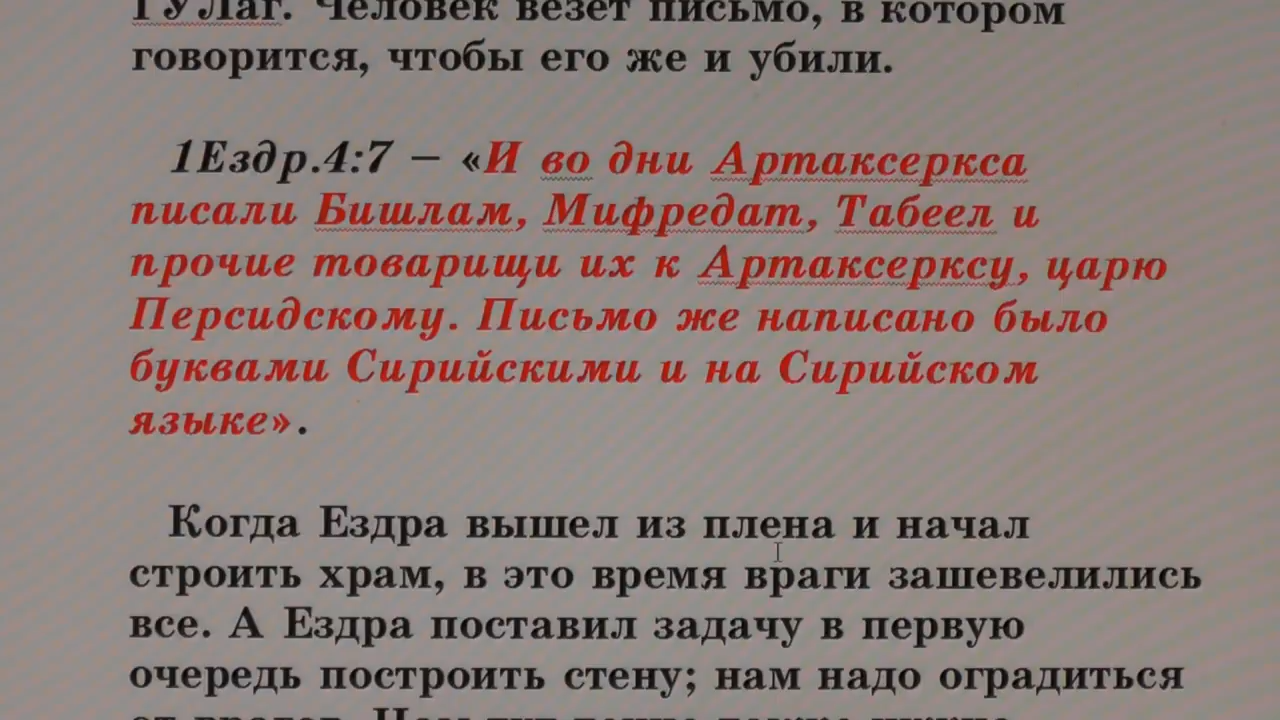 ГУЛаг. Человек везет письмо, в котором
говорится, чтобы его же и убили.
1Ездр.4:7 – «И во дни Артаксеркса
писали Бишлам, Мифредат, Табеел и
прочие товарищи их к Артаксерксу, царю
Персидскому. Письмо же написано было
буквами Сирийскими и на Сирийском
языке».
Когда Ездра вышел из плена и начал
строить храм, в это время враги зашевелились
все. А Ездра поставил задачу в первую
очередь построить стену; нам надо оградиться
от врагов.